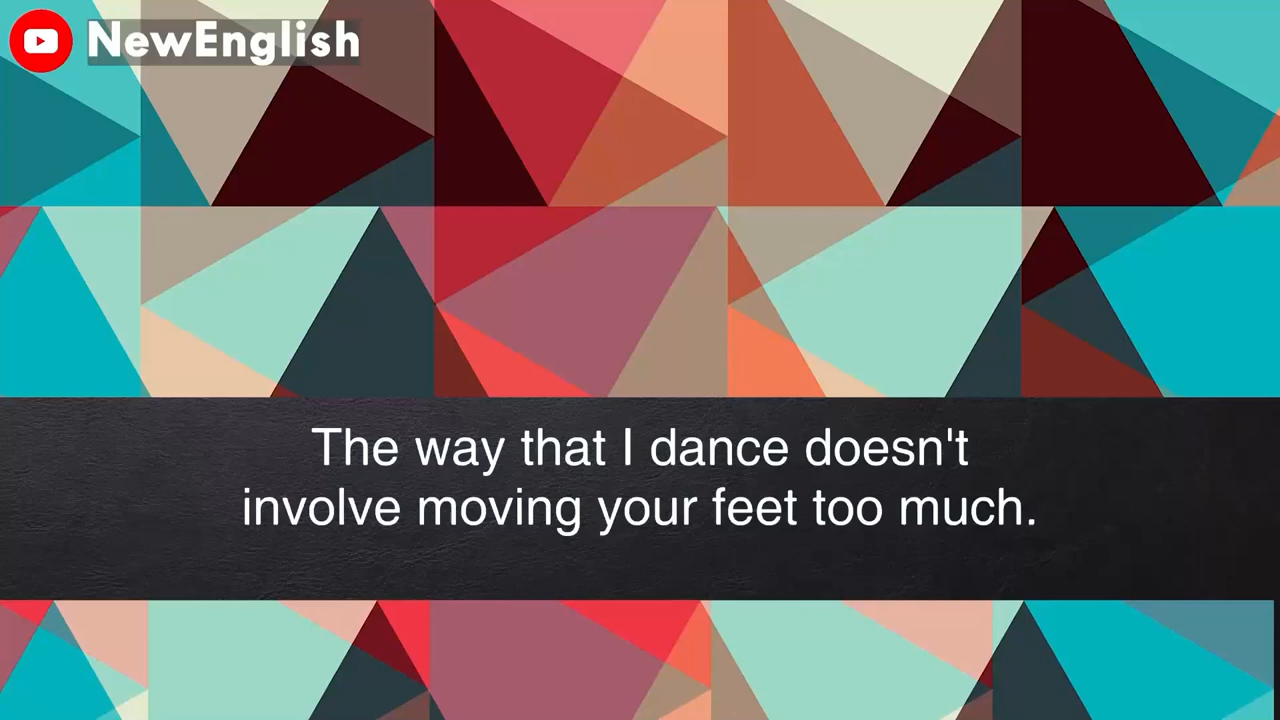 NewEnglish
The way that I dance doesn't
involve moving your feet too much.